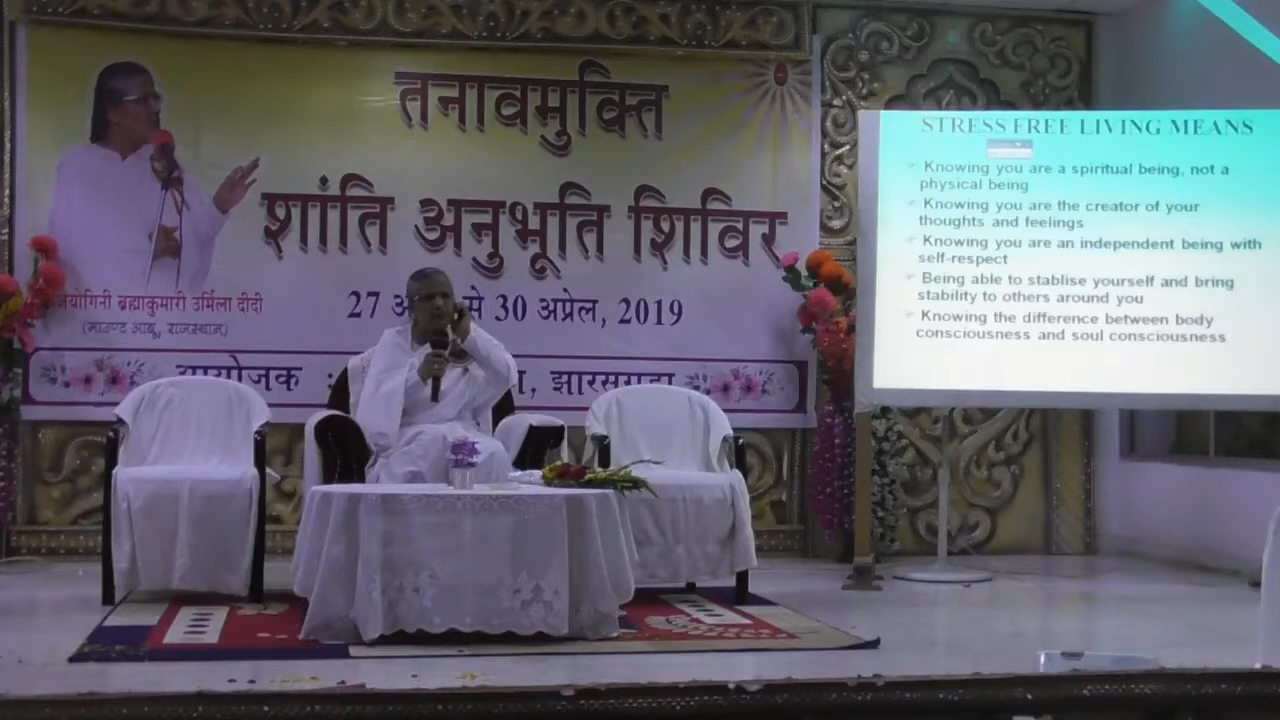 तनावमुक्ति
शांति अनुभूति शिविर
ब्रह्माकुमारी उर्मिला दीदी
(माउण्ट आबू, राजस्थान)
27 से 30 अप्रेल, 2019
आयोजक :
STRESS FREE LIVING MEANS
Knowing you are a spiritual being, not a
physical being
Knowing you are the creator of your
thoughts and feelings
Knowing you are an independent being with
self-respect
Being able to stablise yourself and bring
stability to others around you
Knowing the difference between body
consciousness and soul consciousness